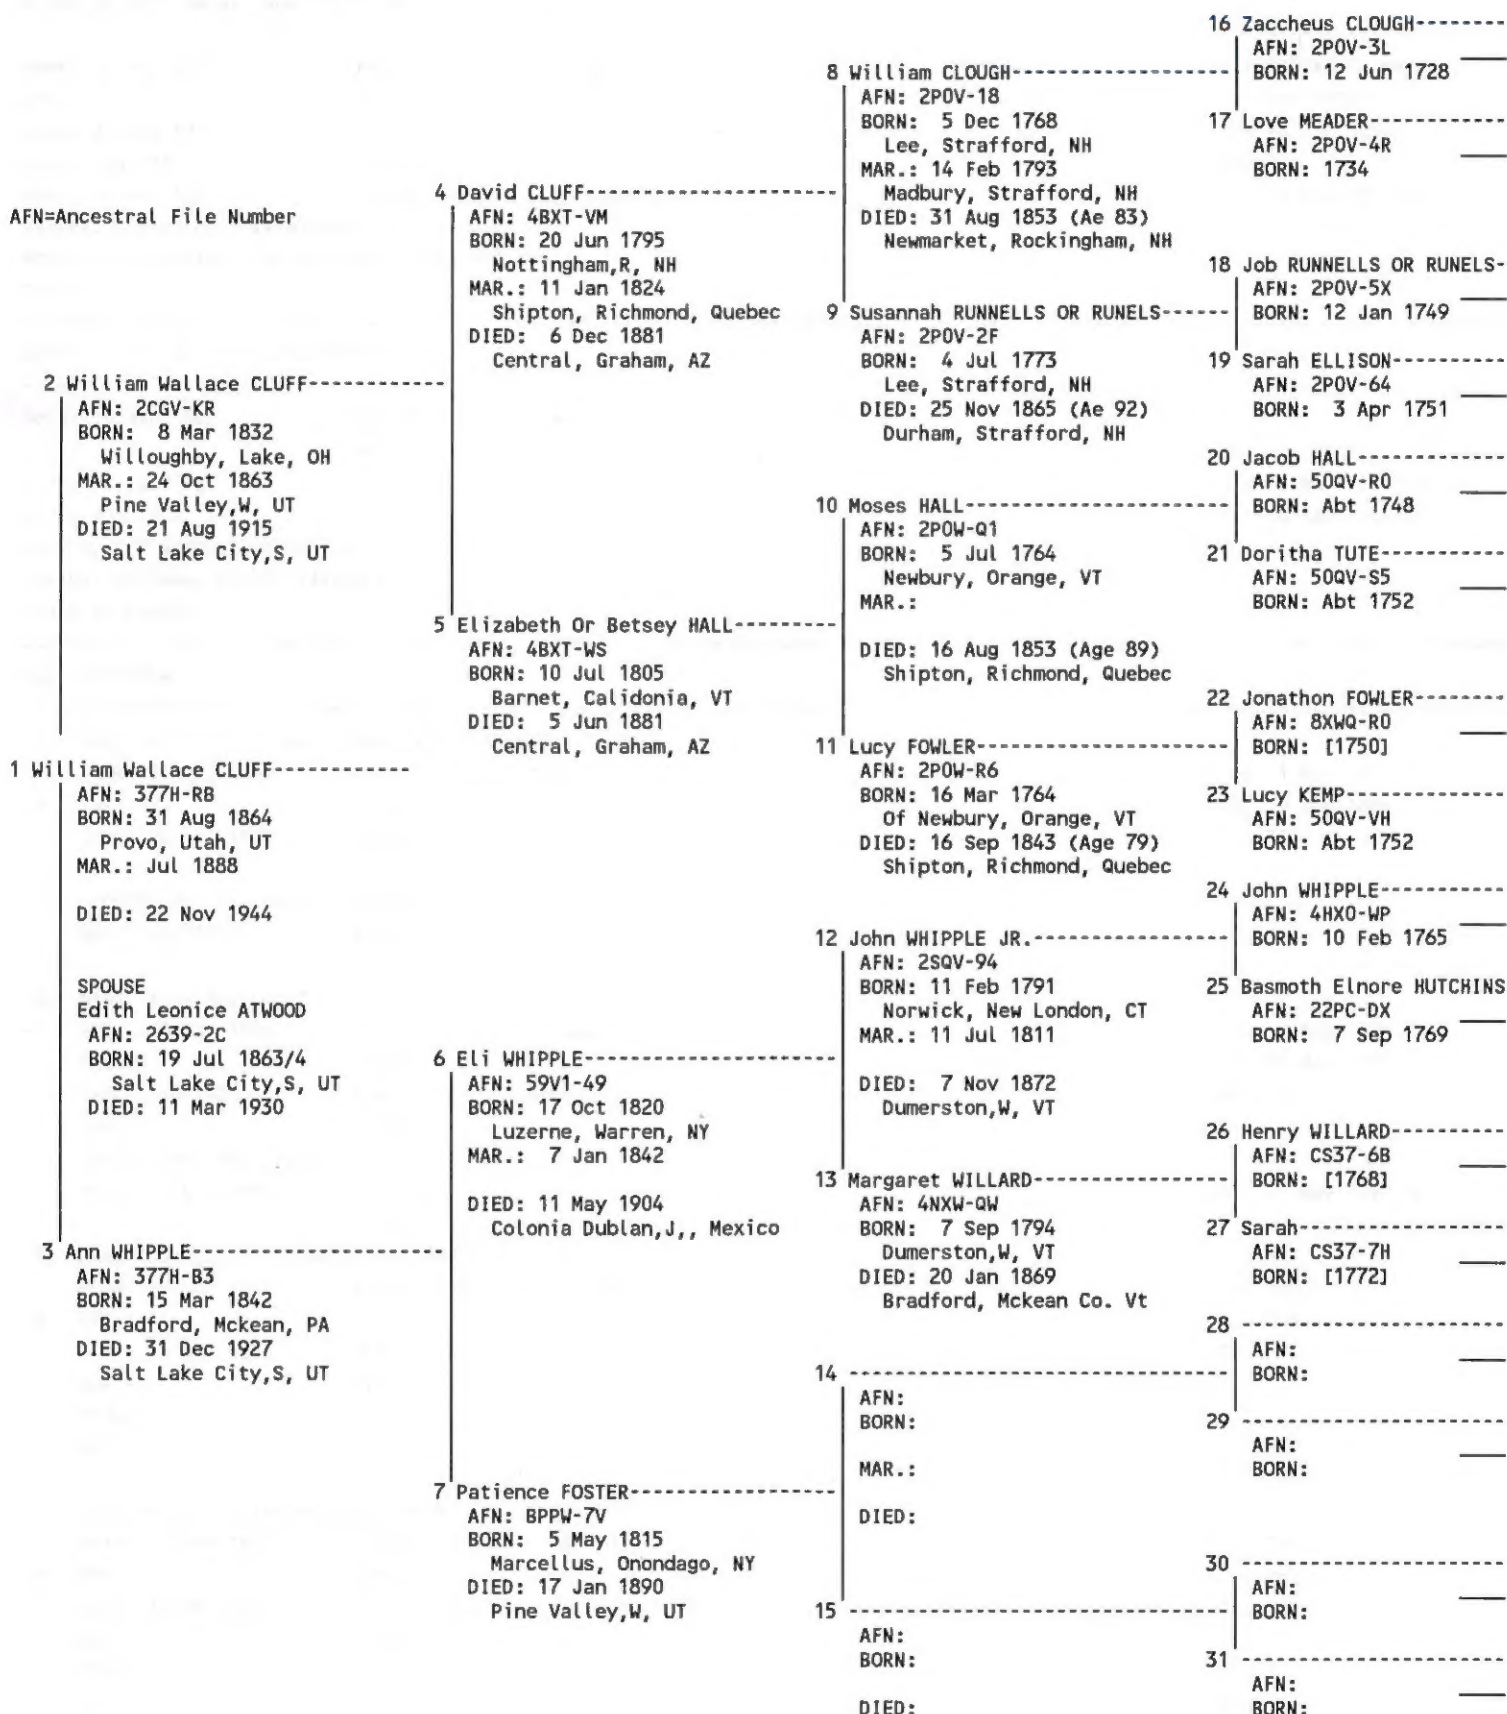 AFN=Ancestral File Number
1 William Wallace CLUFF------------
AFN: 377H-RB
BORN: 31 Aug 1864
Provo, Utah, UT
MAR.: Jul 1888
DIED: 22 Nov 1944
SPOUSE
Edith Leonice ATWOOD
AFN: 2639-2C
BORN: 19 Jul 1863/4
Salt Lake City,S, UT
DIED: 11 Mar 1930
2 William Wallace CLUFF------------
AFN: 2CGV-KR
BORN: 8 Mar 1832
Willoughby, Lake, OH
MAR.: 24 Oct 1863
Pine Valley,W, UT
DIED: 21 Aug 1915
Salt Lake City,S, UT
3 Ann WHIPPLE----------------------
AFN: 377H-B3
BORN: 15 Mar 1842
Bradford, Mckean, PA
DIED: 31 Dec 1927
Salt Lake City,S, UT
4 David CLUFF----------------------
AFN: 4BXT-VM
BORN: 20 Jun 1795
Nottingham,R, NH
MAR.: 11 Jan 1824
Shipton, Richmond, Quebec
DIED: 6 Dec 1881
Central, Graham, AZ
5 Elizabeth Or Betsey HALL---------
AFN: 4BXT-WS
BORN: 10 Jul 1805
Barnet, Calidonia, VT
DIED: 5 Jun 1881
Central, Graham, AZ
6 Eli WHIPPLE----------------------
AFN: 59V1-49
BORN: 17 Oct 1820
Luzerne, Warren, NY
MAR.: 7 Jan 1842
DIED: 11 May 1904
Colonia Dublan,J,, Mexico
7 Patience FOSTER------------------
AFN: BPPW-7V
BORN: 5 May 1815
Marcellus, Onondago, NY
DIED: 17 Jan 1890
Pine Valley,W, UT
8 William CLOUGH-------------------
AFN: 2POV-18
BORN: 5 Dec 1768
Lee, Strafford, NH
MAR.: 14 Feb 1793
Madbury, Strafford, NH
DIED: 31 Aug 1853 (Ae 83)
Newmarket, Rockingham, NH
9 Susannah RUNNELLS OR RUNELS------
AFN: 2POV-2F
BORN: 4 Jul 1773
Lee, Strafford, NH
DIED: 25 Nov 1865 (Ae 92)
Durham, Strafford, NH
10 Moses HALL-----------------------
AFN: 2POW-Q1
BORN: 5 Jul 1764
Newbury, Orange, VT
MAR.:
DIED: 16 Aug 1853 (Age 89)
Shipton, Richmond, Quebec
11 Lucy FOWLER----------------------
AFN: 2POW-R6
BORN: 16 Mar 1764
Of Newbury, Orange, VT
DIED: 16 Sep 1843 (Age 79)
Shipton, Richmond, Quebec
12 John WHIPPLE JR.-----------------
AFN: 2SQV-94
BORN: 11 Feb 1791
Norwick, New London, CT
MAR.: 11 Jul 1811
DIED: 7 Nov 1872
Dumerston,W, VT
13 Margaret WILLARD-----------------
AFN: 4NXW-QW
BORN: 7 Sep 1794
Dumerston,W, VT
DIED: 20 Jan 1869
Bradford, Mckean Co. Vt
14 ---------------------------------
AFN:
BORN:
MAR.:
DIED:
15 ---------------------------------
AFN:
BORN:
DIED:
16 Zaccheus CLOUGH--------
AFN: 2POV-3L
BORN: 12 Jun 1728
17 Love MEADER------------
AFN: 2POV-4R
BORN: 1734
18 Job RUNNELLS OR RUNELS-
AFN: 2POV-5X
BORN: 12 Jan 1749
19 Sarah ELLISON----------
AFN: 2POV-64
BORN: 3 Apr 1751
20 Jacob HALL-------------
AFN: 50QV-R0
BORN: Abt 1748
21 Doritha TUTE-----------
AFN: 50QV-S5
BORN: Abt 1752
22 Jonathon FOWLER--------
AFN: 8XWQ-R0
BORN: [1750]
23 Lucy KEMP--------------
AFN: 50QV-VH
BORN: Abt 1752
24 John WHIPPLE-----------
AFN: 4HX0-WP
BORN: 10 Feb 1765
25 Basmoth Elnore HUTCHINS
AFN: 22PC-DX
BORN: 7 Sep 1769
26 Henry WILLARD----------
AFN: CS37-6B
BORN: [1768]
27 Sarah------------------
AFN: CS37-7H
BORN: [1772]
28 -----------------------
AFN:
BORN:
29 -----------------------
AFN:
BORN:
30 -----------------------
AFN:
BORN:
31 -----------------------
AFN:
BORN: